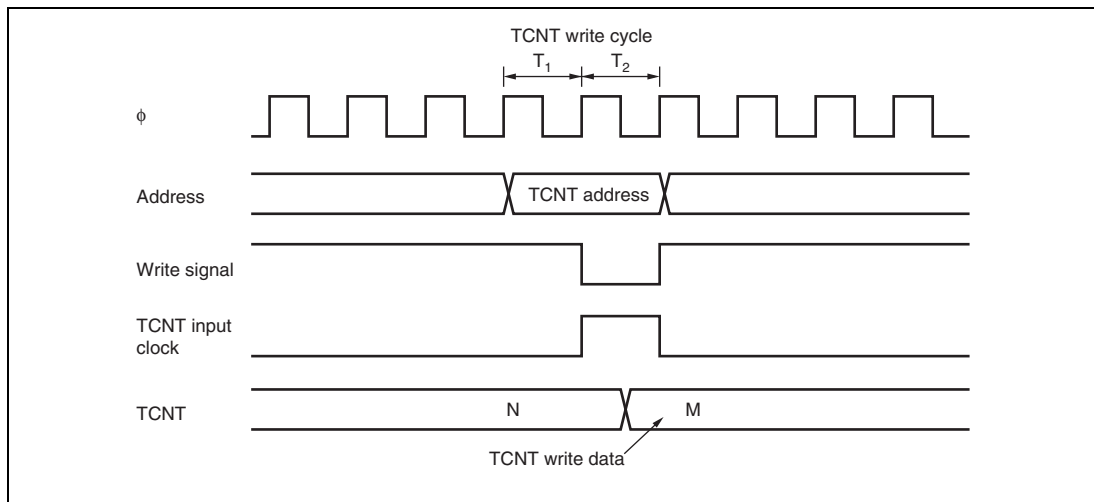 TCNT write cycle
T1 T2
ϕ
Address
TCNT address
Write signal
TCNT input
clock
TCNT
N
M
TCNT write data